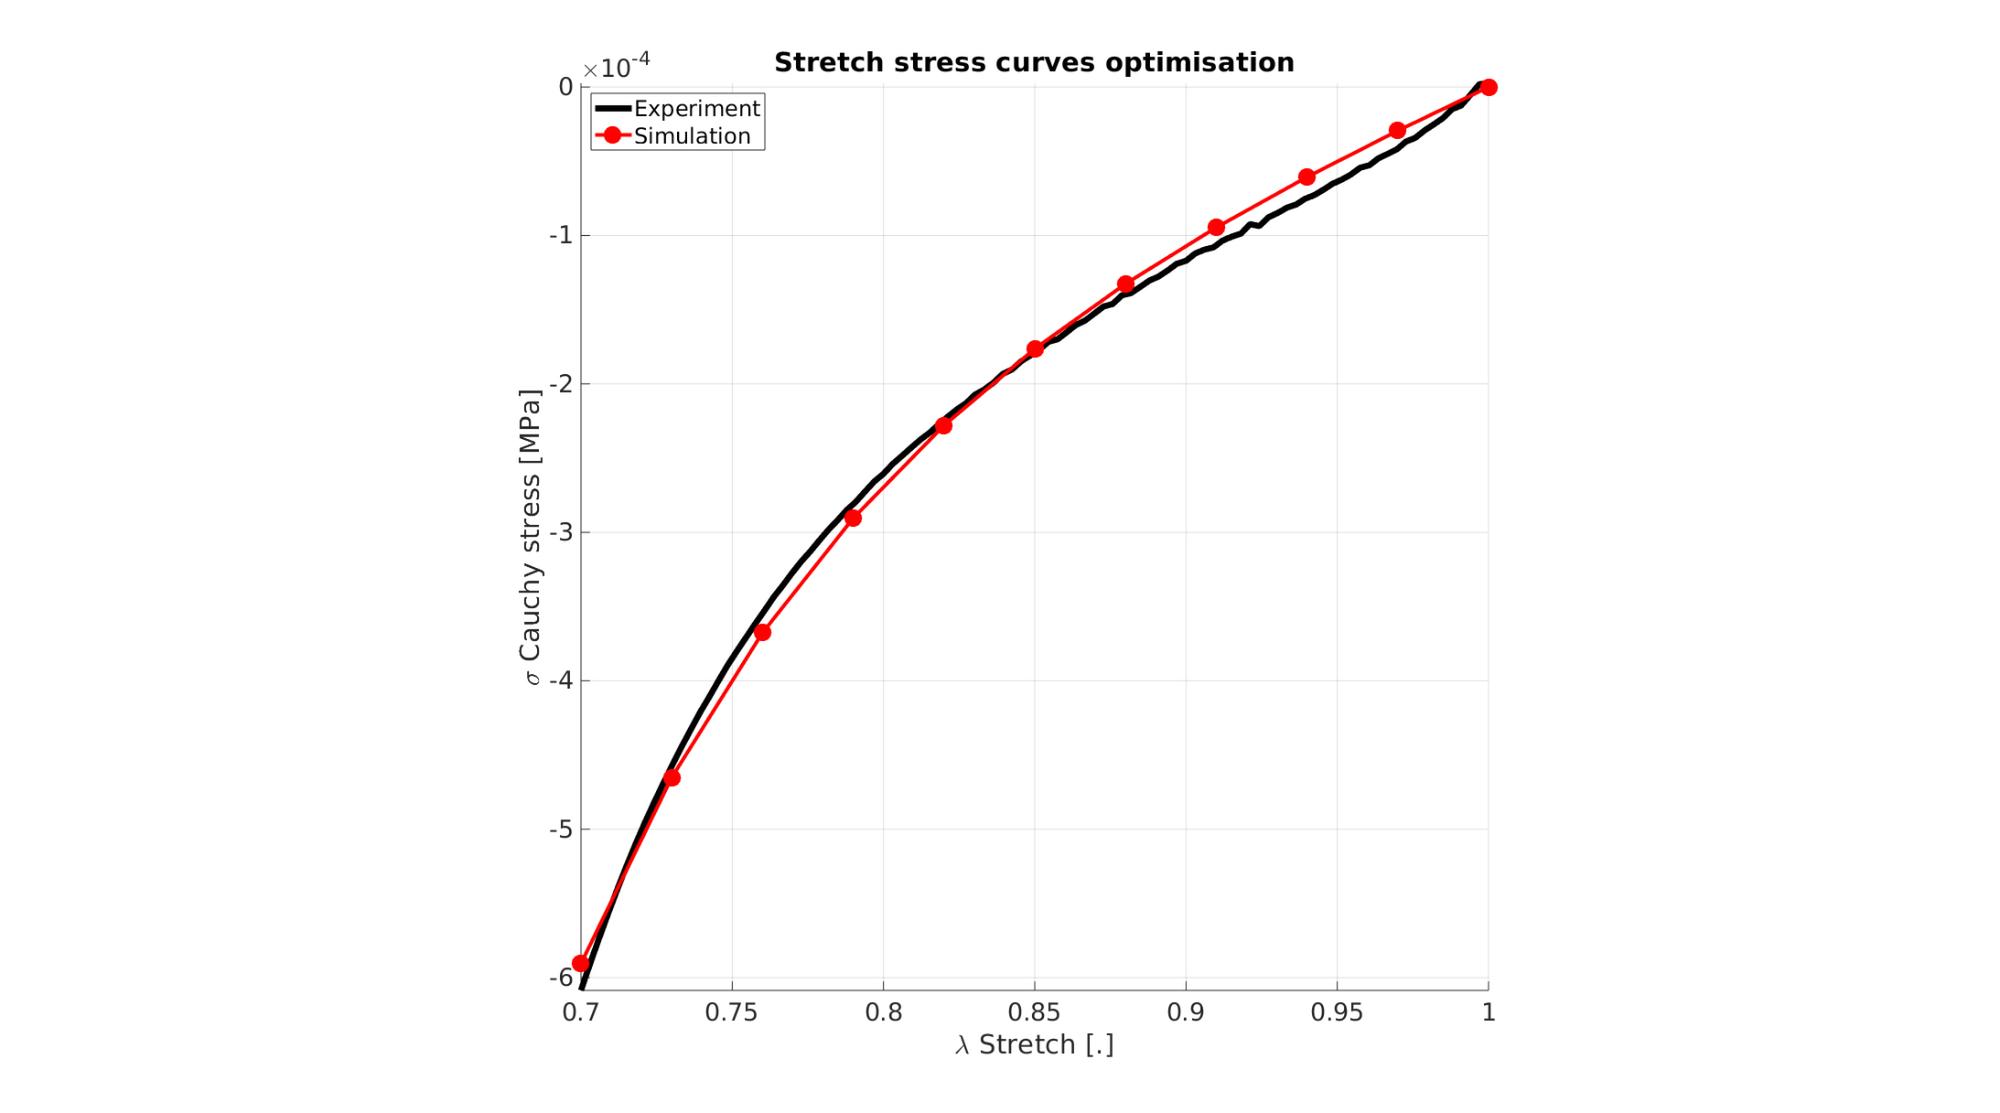 Stretch stress curves optimisation
×10-4
Experiment
Simulation
0
-1
-2
-3
-4
-5
-6
σ Cauchy stress [MPa]
0.7 0.75 0.8 0.85 0.9 0.95 1
λ Stretch [.]